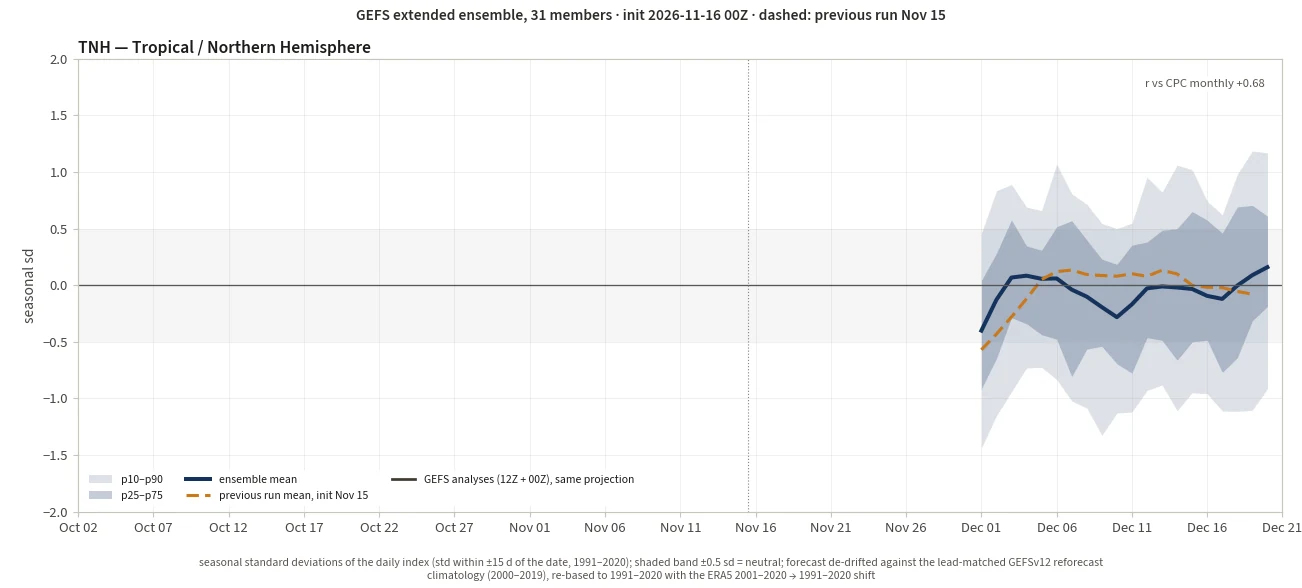 GEFS extended ensemble, 31 members · init 2026-11-16 00Z · dashed: previous run Nov 15
TNH — Tropical / Northern Hemisphere
r vs CPC monthly +0.68
seasonal sd
2.0
1.5
1.0
0.5
0.0
−0.5
−1.0
−1.5
−2.0
p10–p90
p25–p75
ensemble mean
previous run mean, init Nov 15
GEFS analyses (12Z + 00Z), same projection
Oct 02 Oct 07 Oct 12 Oct 17 Oct 22 Oct 27 Nov 01 Nov 06 Nov 11 Nov 16 Nov 21 Nov 26 Dec 01 Dec 06 Dec 11 Dec 16 Dec 21
seasonal standard deviations of the daily index (std within ±15 d of the date, 1991–2020); shaded band ±0.5 sd = neutral; forecast de-drifted against the lead-matched GEFSv12 reforecast
climatology (2000–2019), re-based to 1991–2020 with the ERA5 2001–2020 → 1991–2020 shift